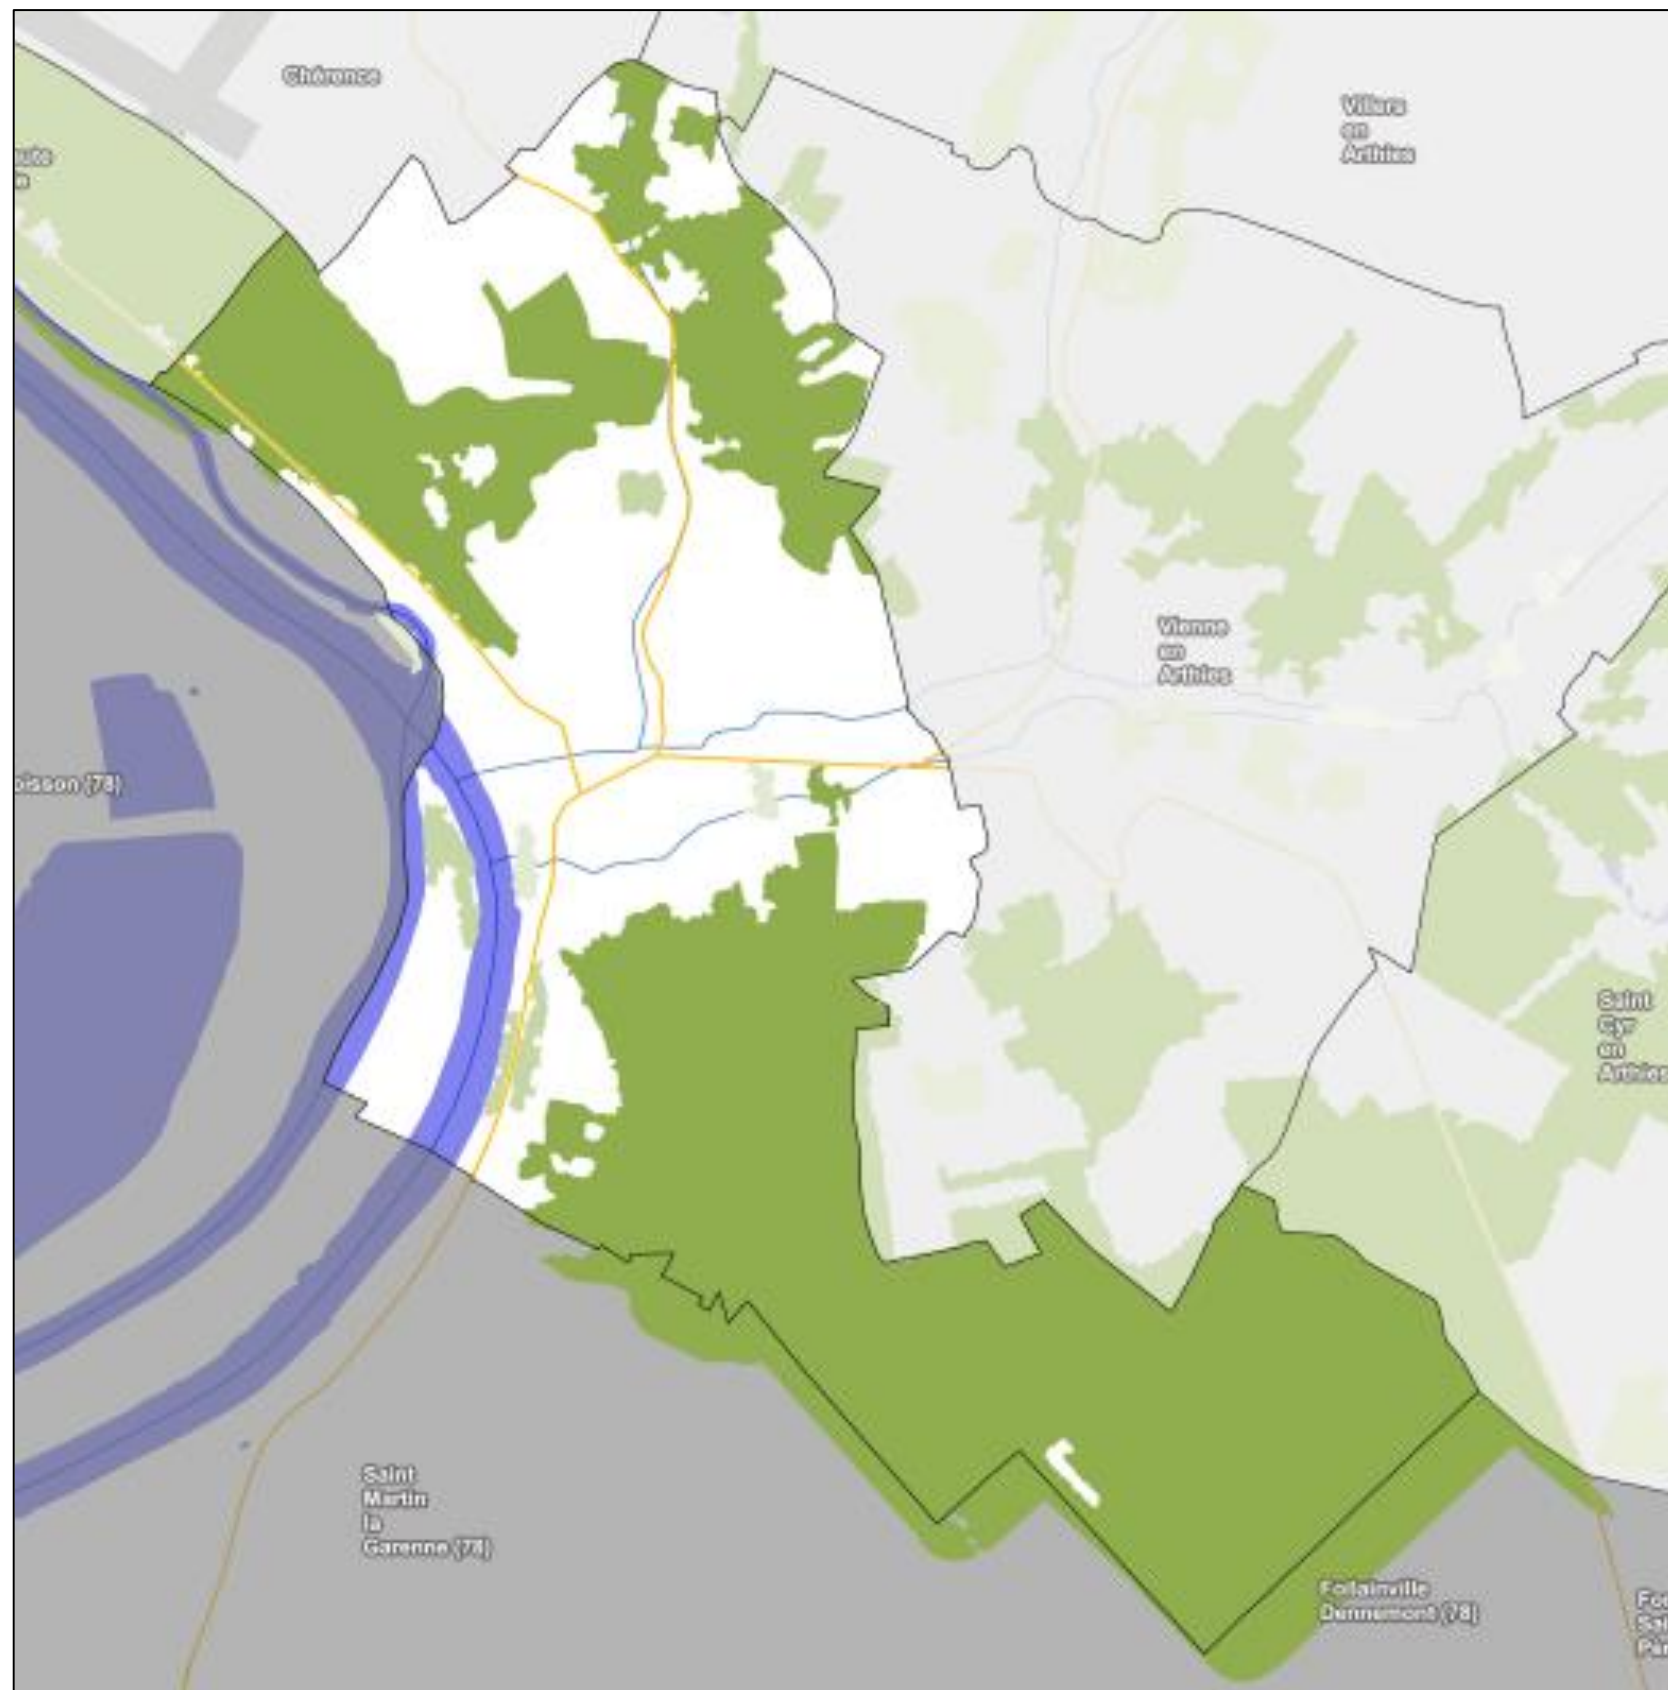 Chérence
Villers
en
Arthies
Vienne
en
Arthies
oisson (78)
Saint
Cyr
en
Arthies
Saint
Martin
la
Garenne (78)
Follainville
Dennemont (78)